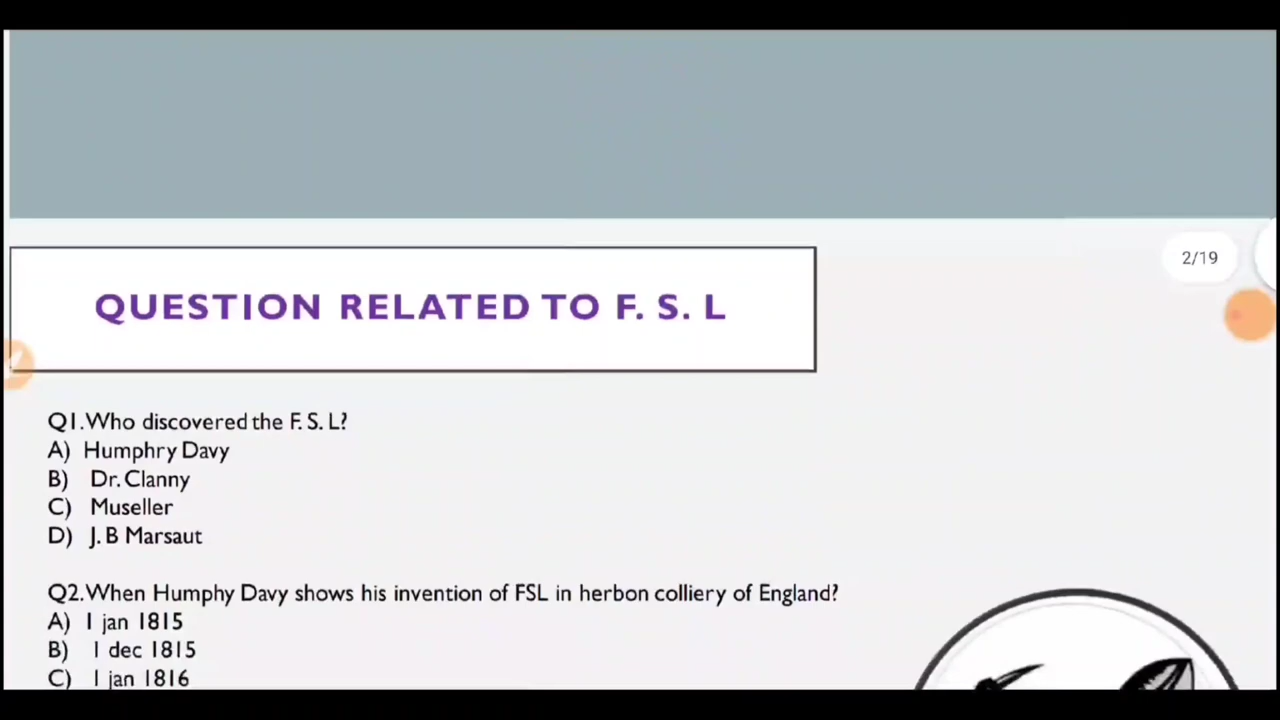 2/19
QUESTION RELATED TO F. S. L
Q1.Who discovered the F. S. L?
A) Humphry Davy
B) Dr. Clanny
C) Museller
D) J. B Marsaut
Q2.When Humphy Davy shows his invention of FSL in herbon colliery of England?
A) 1 jan 1815
B) 1 dec 1815
C) 1 jan 1816